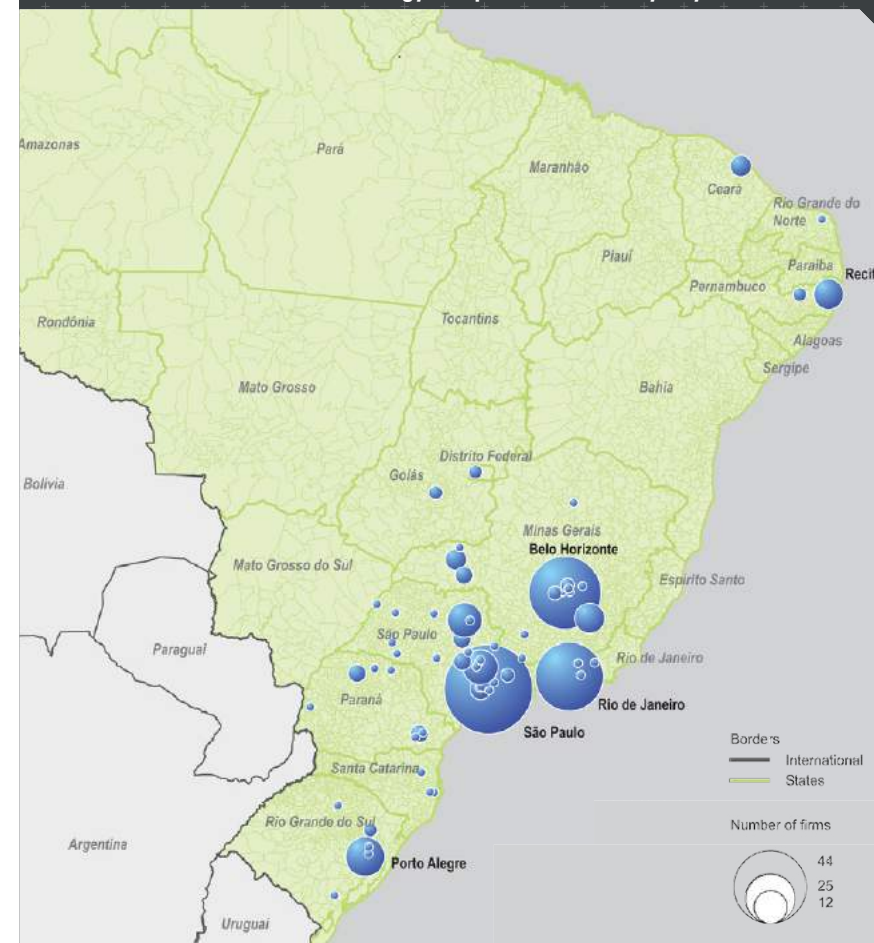 Amazonas
Pará
Maranhão
Ceará
Rio Grande do
Norte
Piauí
Paraíba
Pernambuco
Recif
Rondônia
Tocantins
Alagoas
Sergipe
Mato Grosso
Bahia
Distrito Federal
Goiás
Bolívia
Minas Gerais
Belo Horizonte
Mato Grosso do Sul
Espírito Santo
São Paulo
Paraguai
Rio de Janeiro
Paraná
Rio de Janeiro
São Paulo
Borders
International
States
Santa Catarina
Rio Grande do Sul
Number of firms
Argentina
Porto Alegre
44
25
12
Uruguai